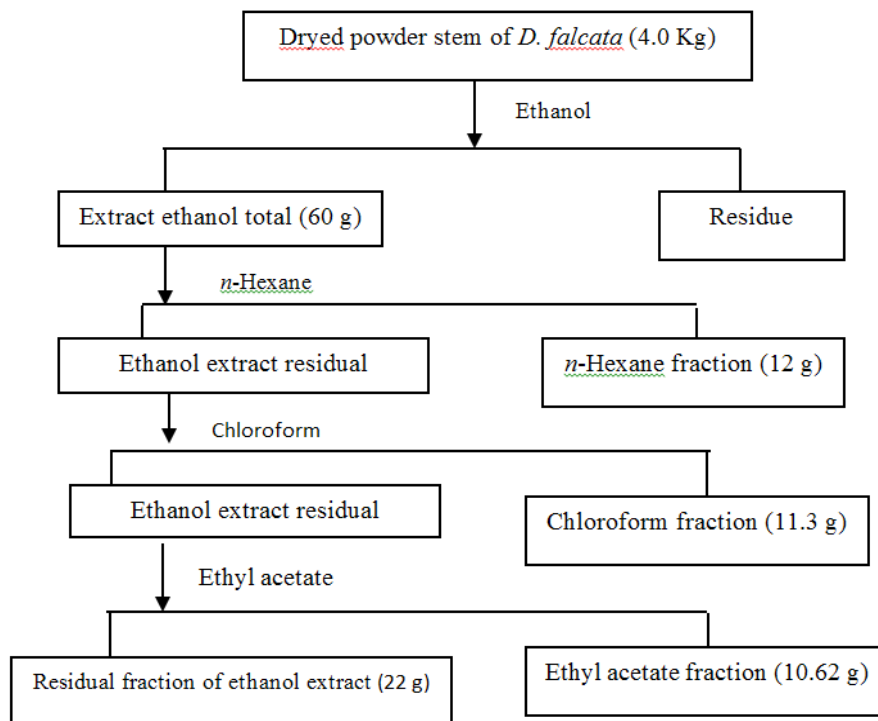 Dryed powder stem of D. falcata (4.0 Kg)
Ethanol
Extract ethanol total (60 g)
Residue
n-Hexane
Ethanol extract residual
n-Hexane fraction (12 g)
Chloroform
Ethanol extract residual
Chloroform fraction (11.3 g)
Ethyl acetate
Residual fraction of ethanol extract (22 g)
Ethyl acetate fraction (10.62 g)